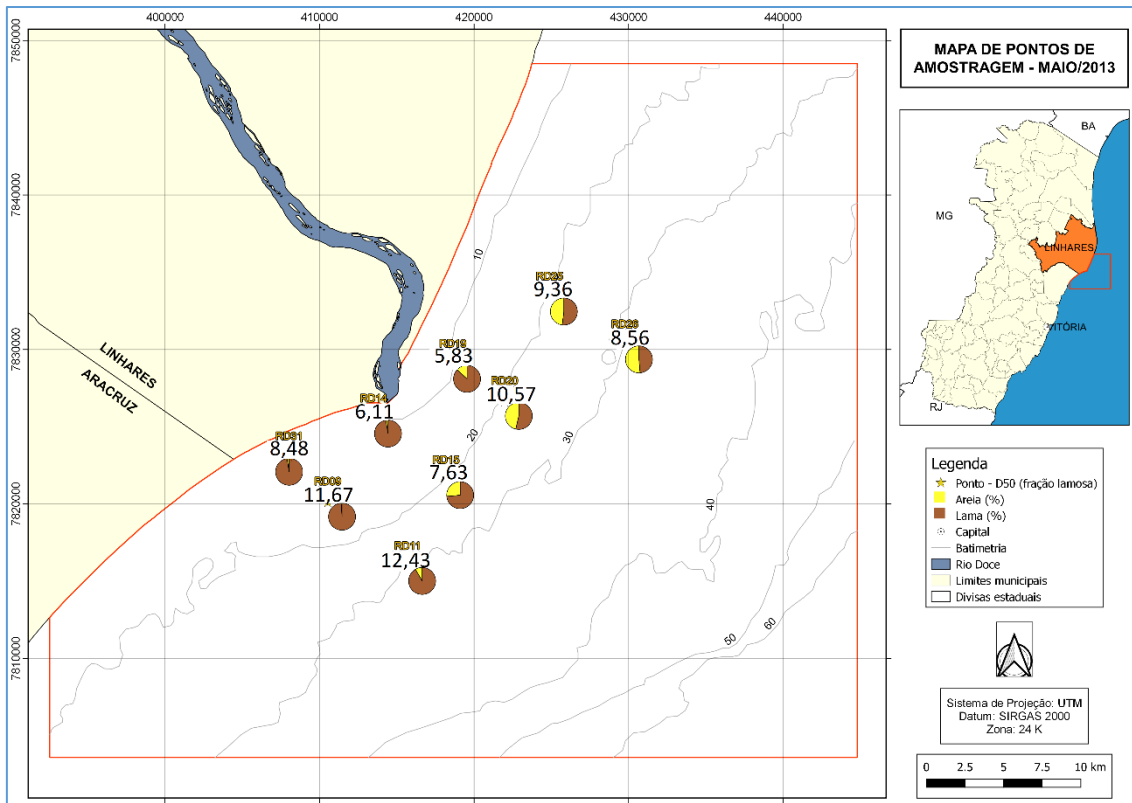 400000
410000
420000
430000
440000
7850000
7840000
7830000
7820000
7810000
LINHARES
ARACRUZ
10
20
30
40
50
60
RD25
9,36
RD26
8,56
RD19
5,83
RD20
10,57
RD14
6,11
RD31
8,48
RD15
7,63
RD09
11,67
RD11
12,43
MAPA DE PONTOS DE
AMOSTRAGEM - MAIO/2013
BA
MG
LINHARES
VITÓRIA
RJ
Legenda
Ponto - D50 (fração lamosa)
Areia (%)
Lama (%)
Capital
Batimetria
Rio Doce
Limites municipais
Divisas estaduais
Sistema de Projeção: UTM
Datum: SIRGAS 2000
Zona: 24 K
0 2.5 5 7.5 10 km